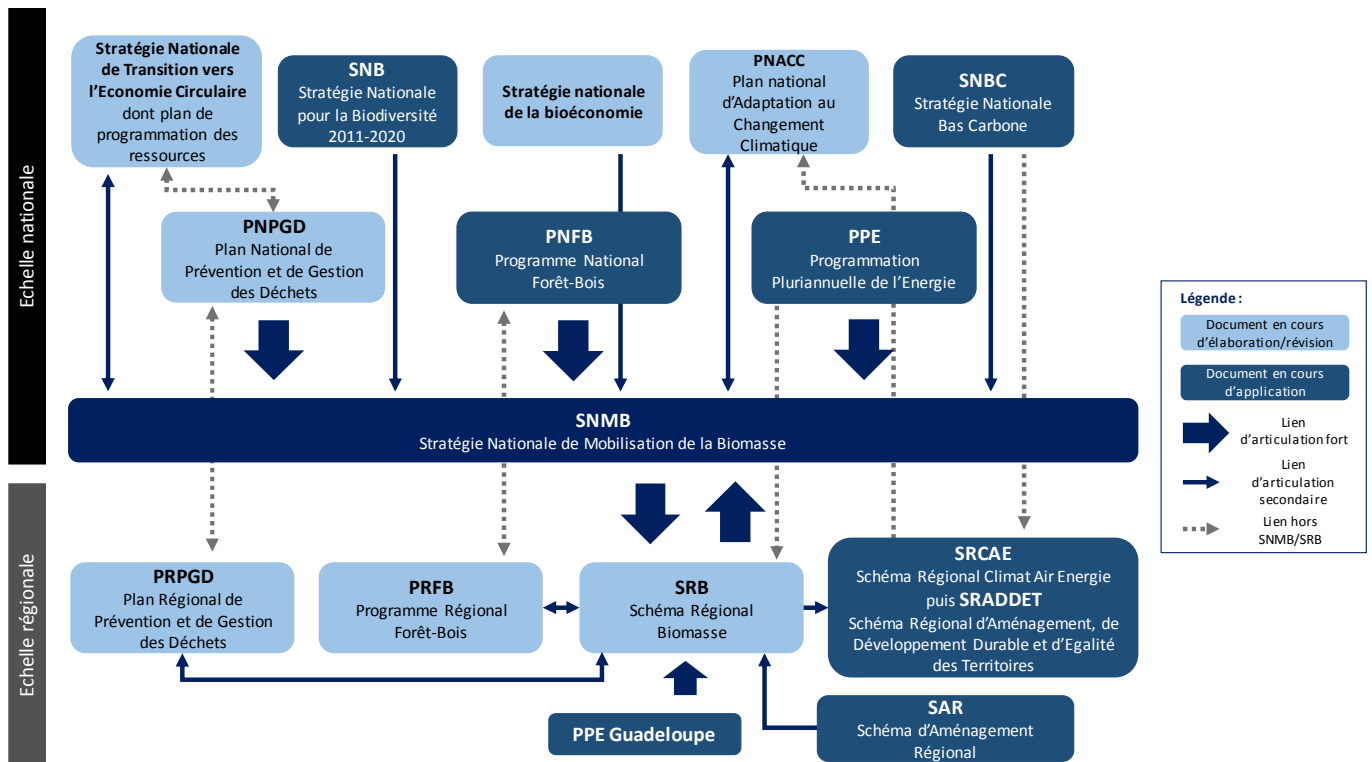 Echelle nationale
Stratégie Nationale
de Transition vers
l'Economie Circulaire
dont plan de
programmation des
ressources
SNB
Stratégie Nationale
pour la Biodiversité
2011-2020
Stratégie nationale
de la bioéconomie
PNACC
Plan national
d'Adaptation au
Changement
Climatique
SNBC
Stratégie Nationale
Bas Carbone
PNPGD
Plan National de
Prévention et de Gestion
des Déchets
PNFB
Programme National
Forêt-Bois
PPE
Programmation
Pluriannuelle de l'Energie
SNMB
Stratégie Nationale de Mobilisation de la Biomasse
Légende :
Document en cours
d'élaboration/révision
Document en cours
d'application
Lien
d'articulation fort
Lien
d'articulation
secondaire
Lien hors
SNMB/SRB
Echelle régionale
PRPGD
Plan Régional de
Prévention et de Gestion
des Déchets
PRFB
Programme Régional
Forêt-Bois
SRB
Schéma Régional
Biomasse
SRCAE
Schéma Régional Climat Air Energie
puis SRADDET
Schéma Régional d'Aménagement, de
Développement Durable et d'Egalité
des Territoires
PPE Guadeloupe
SAR
Schéma d'Aménagement
Régional